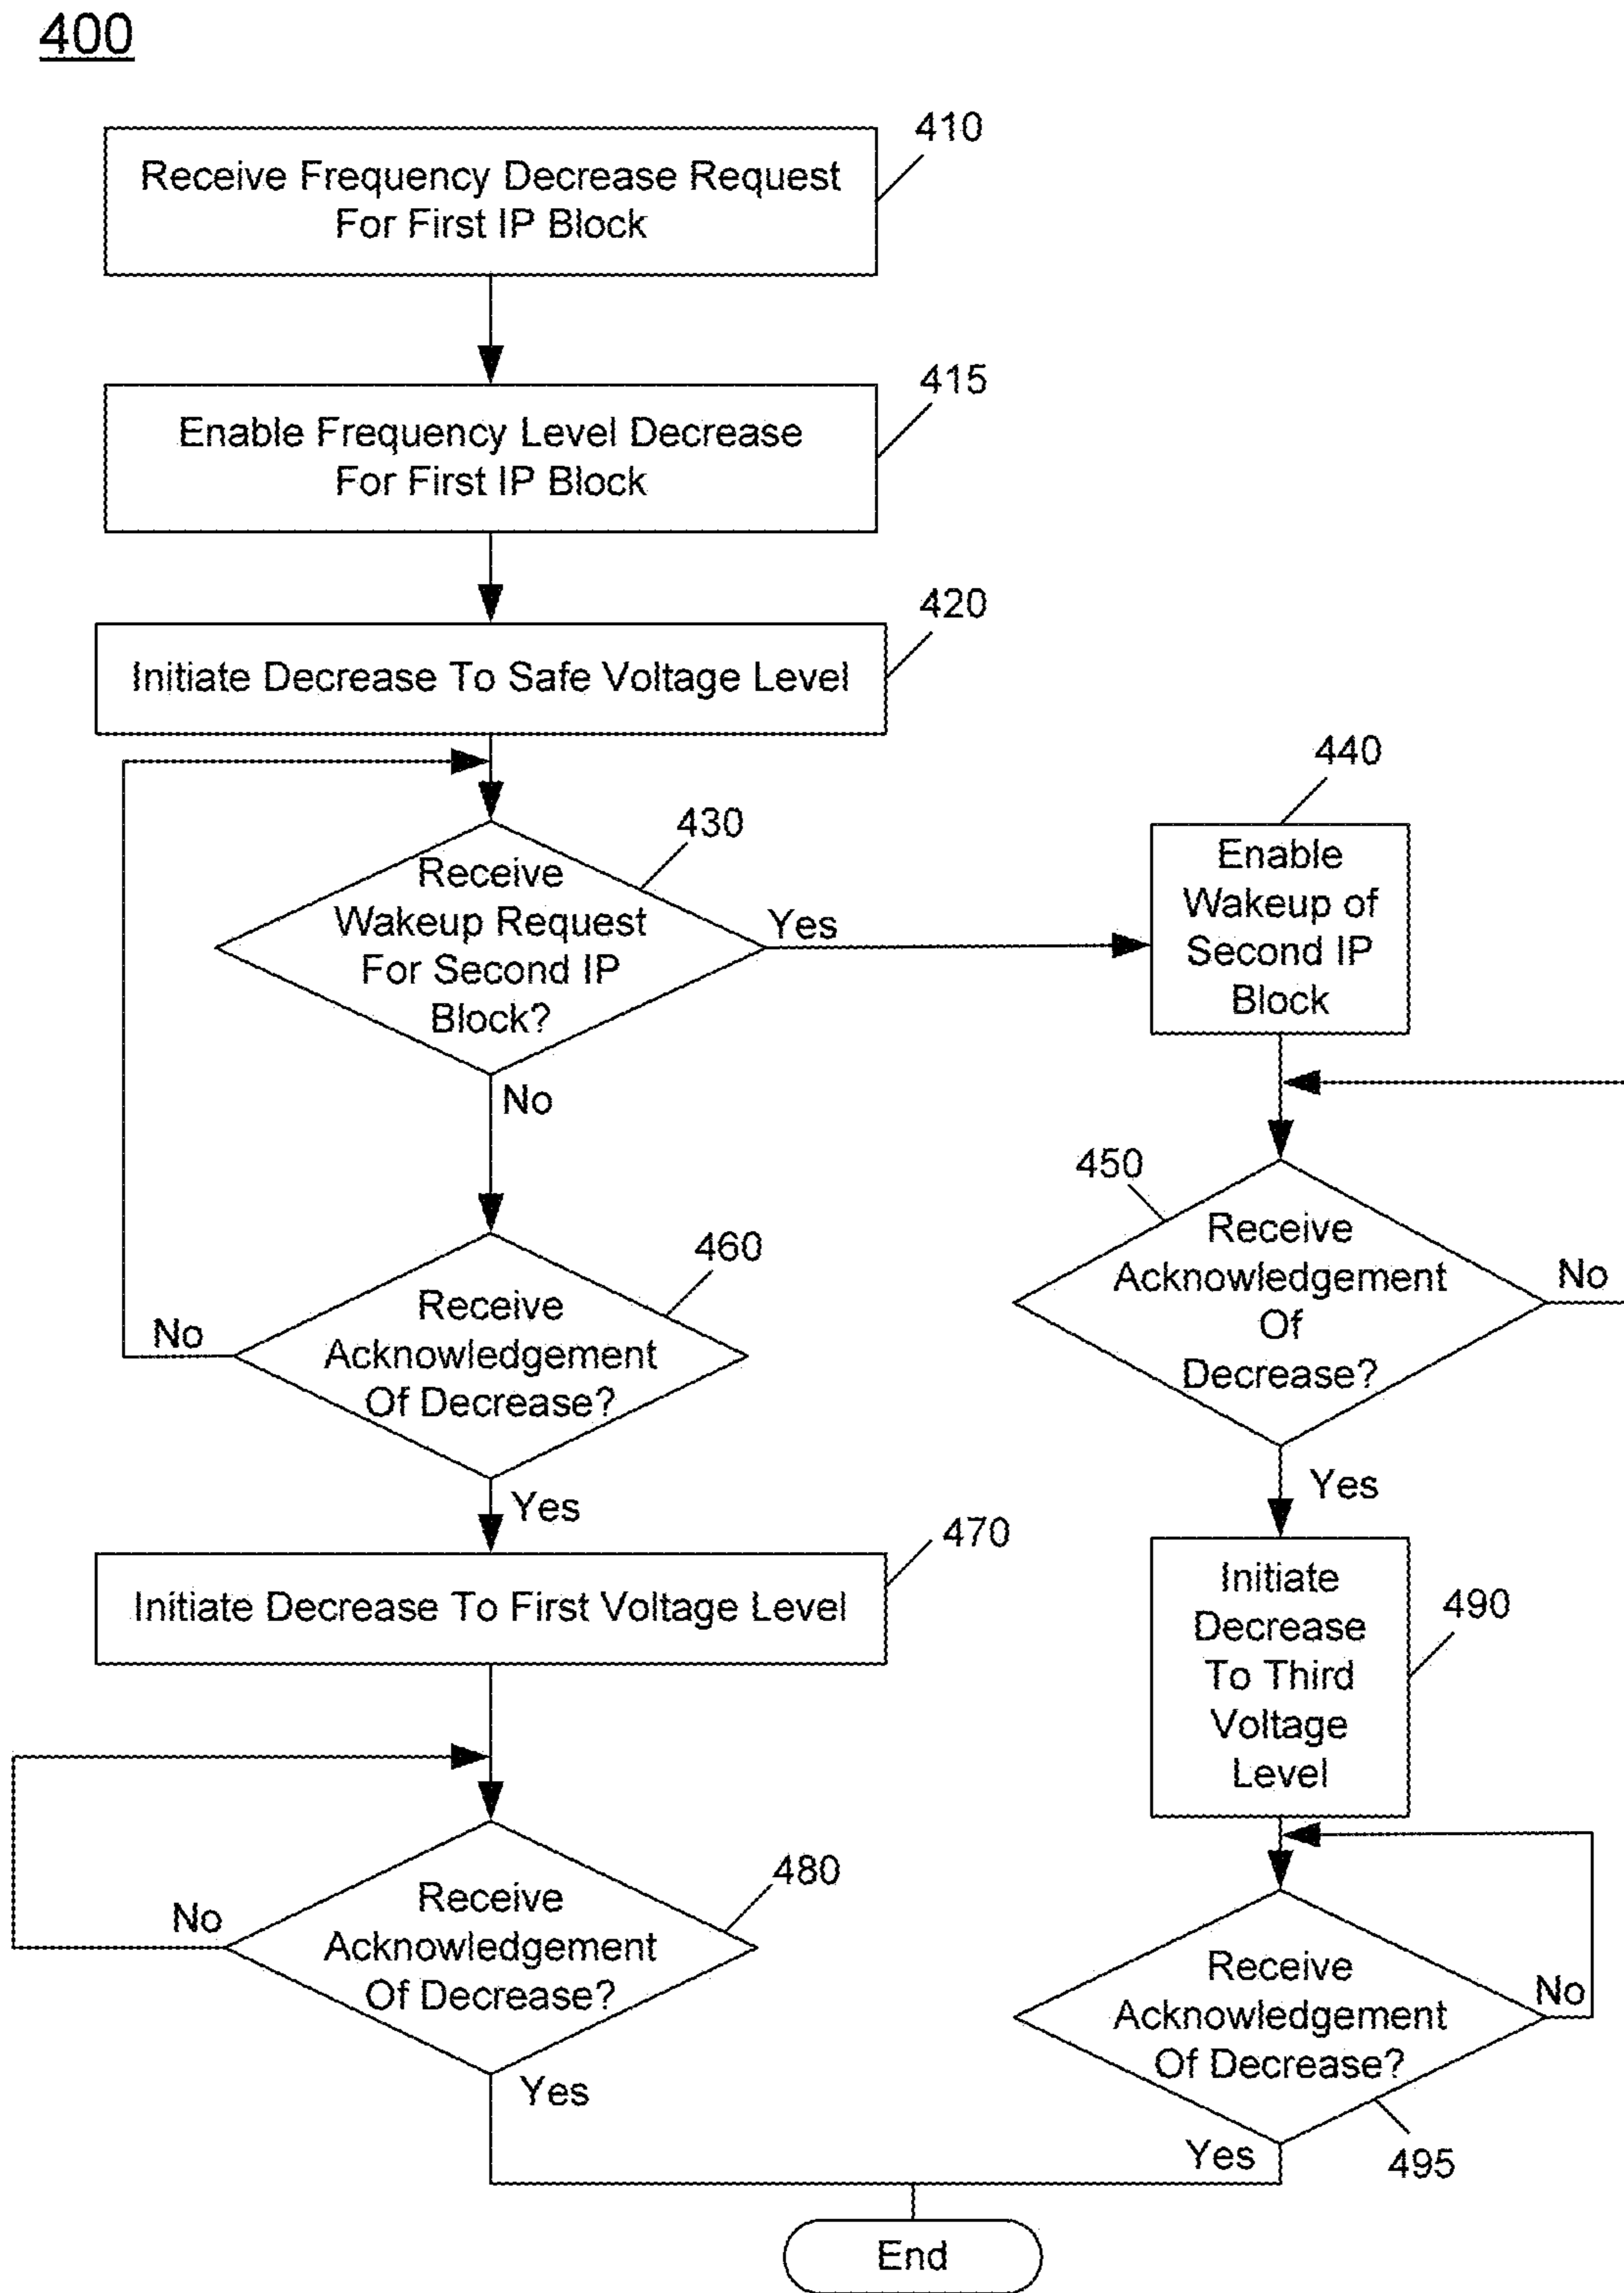 400
410
Receive Frequency Decrease Request
For First IP Block
415
Enable Frequency Level Decrease
For First IP Block
420
Initiate Decrease To Safe Voltage Level
430
Receive
Wakeup Request
For Second IP
Block?
Yes
No
440
Enable
Wakeup of
Second IP
Block
450
Receive
Acknowledgement
Of
Decrease?
No
Yes
460
Receive
Acknowledgement
Of Decrease?
No
Yes
470
Initiate Decrease To First Voltage Level
490
Initiate
Decrease
To Third
Voltage
Level
480
Receive
Acknowledgement
Of Decrease?
No
Yes
Receive
Acknowledgement
Of Decrease?
No
Yes
495
End